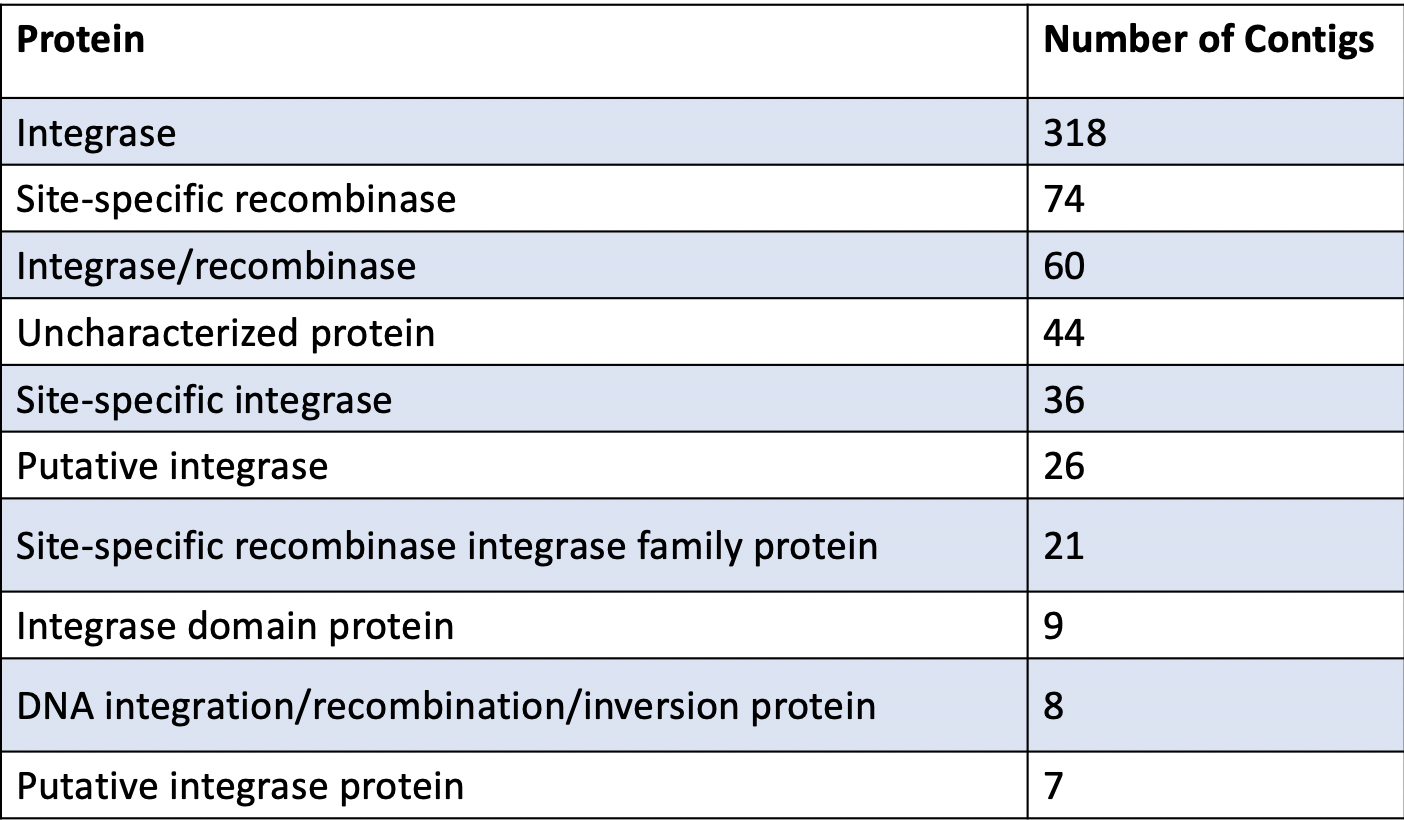 Protein Number of Contigs
Integrase 318
Site-specific recombinase 74
Integrase/recombinase 60
Uncharacterized protein 44
Site-specific integrase 36
Putative integrase 26
Site-specific recombinase integrase family protein 21
Integrase domain protein 9
DNA integration/recombination/inversion protein 8
Putative integrase protein 7